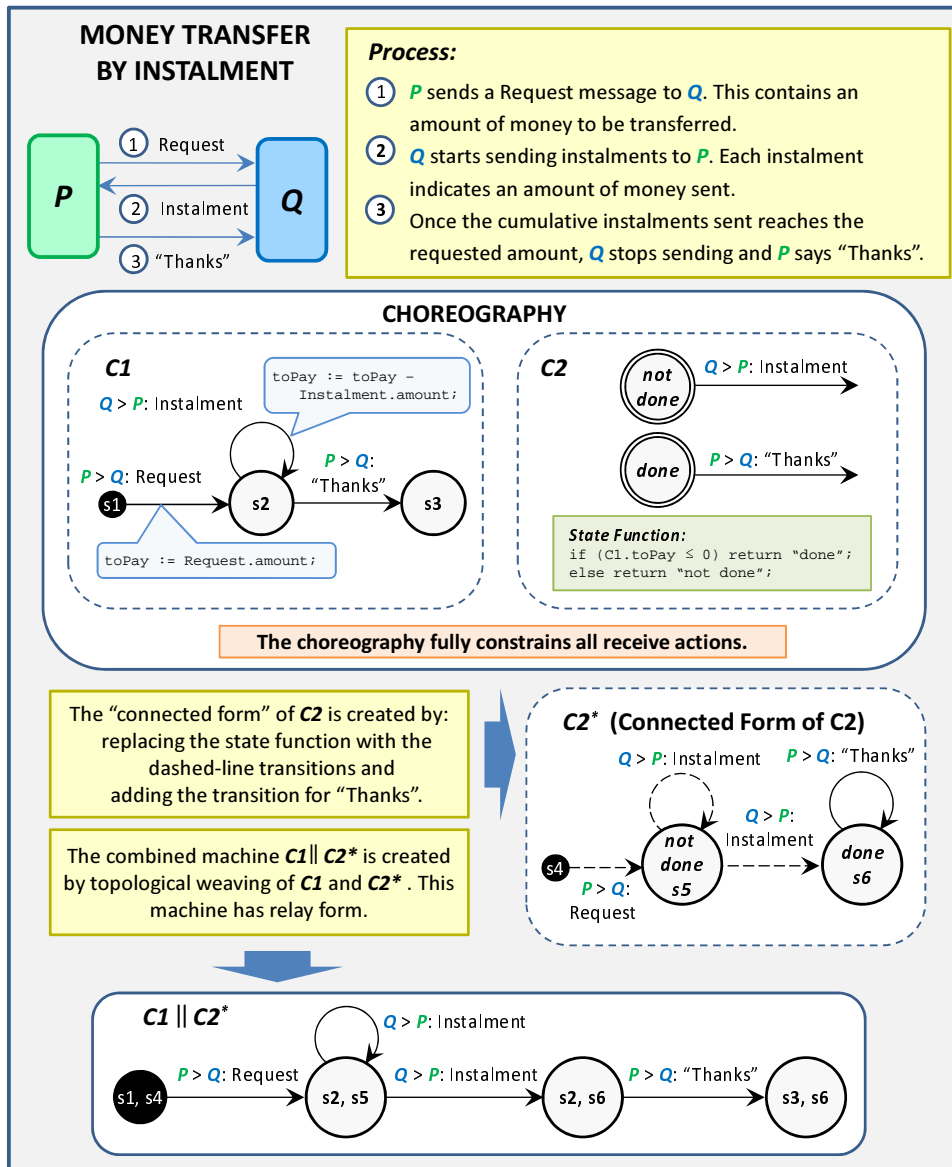 MONEY TRANSFER
BY INSTALMENT
P
Q
1 Request
2 Instalment
3 “Thanks”
Process:
1 P sends a Request message to Q. This contains an
amount of money to be transferred.
2 Q starts sending instalments to P. Each instalment
indicates an amount of money sent.
3 Once the cumulative instalments sent reaches the
requested amount, Q stops sending and P says “Thanks”.
CHOREOGRAPHY
C1
toPay := toPay –
Instalment.amount;
Q > P: Instalment
P > Q: Request
P > Q:
“Thanks”
s1
s2
s3
toPay := Request.amount;
C2
not
done
Q > P: Instalment
done
P > Q: “Thanks”
State Function:
if (C1.toPay ≤ 0) return “done”;
else return “not done”;
The choreography fully constrains all receive actions.
The “connected form” of C2 is created by:
replacing the state function with the
dashed-line transitions and
adding the transition for “Thanks”.
The combined machine C1 || C2* is created
by topological weaving of C1 and C2* . This
machine has relay form.
C2* (Connected Form of C2)
Q > P: Instalment
P > Q: “Thanks”
Q > P:
Instalment
s4
P > Q:
Request
not
done
s5
done
s6
C1 || C2*
Q > P: Instalment
P > Q: Request
Q > P: Instalment
P > Q: “Thanks”
s1, s4
s2, s5
s2, s6
s3, s6